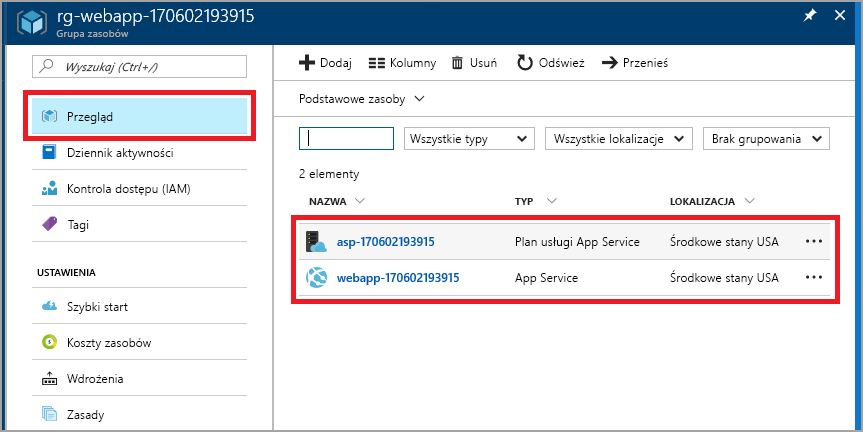 rg-webapp-170602193915
Grupa zasobów
Wyszukaj (Ctrl+/)
Przegląd
Dziennik aktywności
Kontrola dostępu (IAM)
Tagi
USTAWIENIA
Szybki start
Koszty zasobów
Wdrożenia
Zasady
Dodaj Kolumny Usuń Odśwież Przenieś
Podstawowe zasoby
Wszystkie typy Wszystkie lokalizacje Brak grupowania
2 elementy
NAZWA TYP LOKALIZACJA
asp-170602193915 Plan usługi App Service Środkowe stany USA
webapp-170602193915 App Service Środkowe stany USA